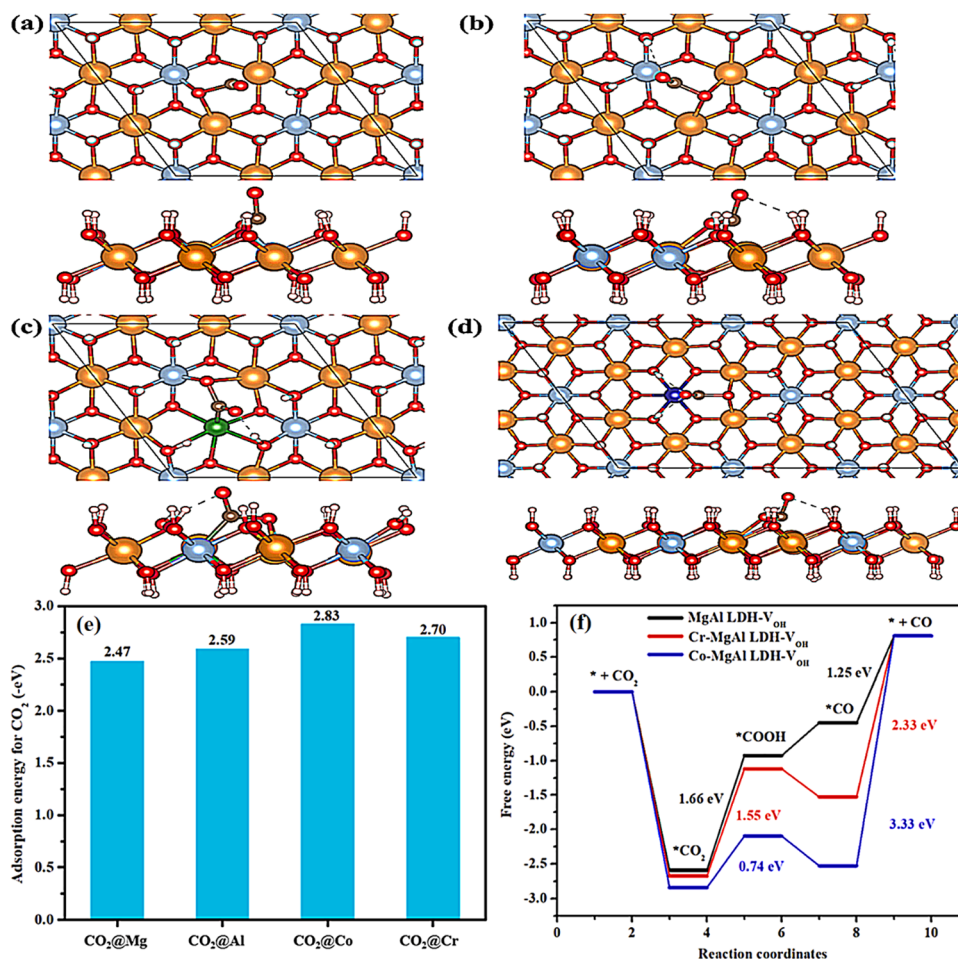 (a)
(b)
(c)
(d)
(e)
Adsorption energy for CO₂ (-eV)
3.0
2.5
2.0
1.5
1.0
0.5
0.0
2.47
2.59
2.83
2.70
CO₂@Mg
CO₂@Al
CO₂@Co
CO₂@Cr
(f)
MgAl LDH-V_OH
Cr-MgAl LDH-V_OH
Co-MgAl LDH-V_OH
Free energy (eV)
1.0
0.5
0.0
-0.5
-1.0
-1.5
-2.0
-2.5
-3.0
* + CO₂
*CO₂
1.66 eV
1.55 eV
0.74 eV
*COOH
*CO
1.25 eV
* + CO
2.33 eV
3.33 eV
0
2
4
6
8
10
Reaction coordinates